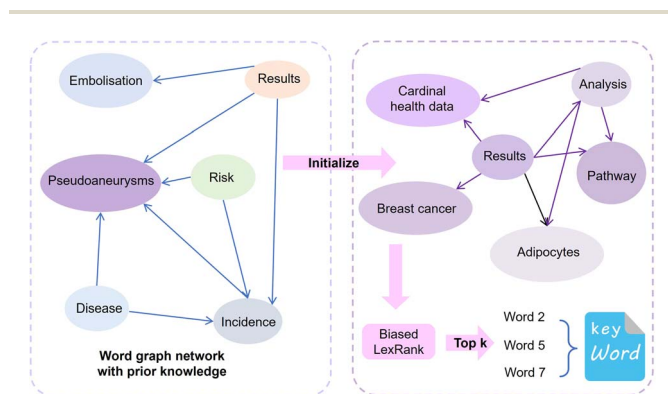 Embolisation
Results
Pseudoaneurysms
Risk
Disease
Incidence
Word graph network
with prior knowledge
Initialize
Cardinal
health data
Analysis
Results
Pathway
Breast cancer
Adipocytes
Biased
LexRank
Top k
Word 2
Word 5
Word 7
key
Word